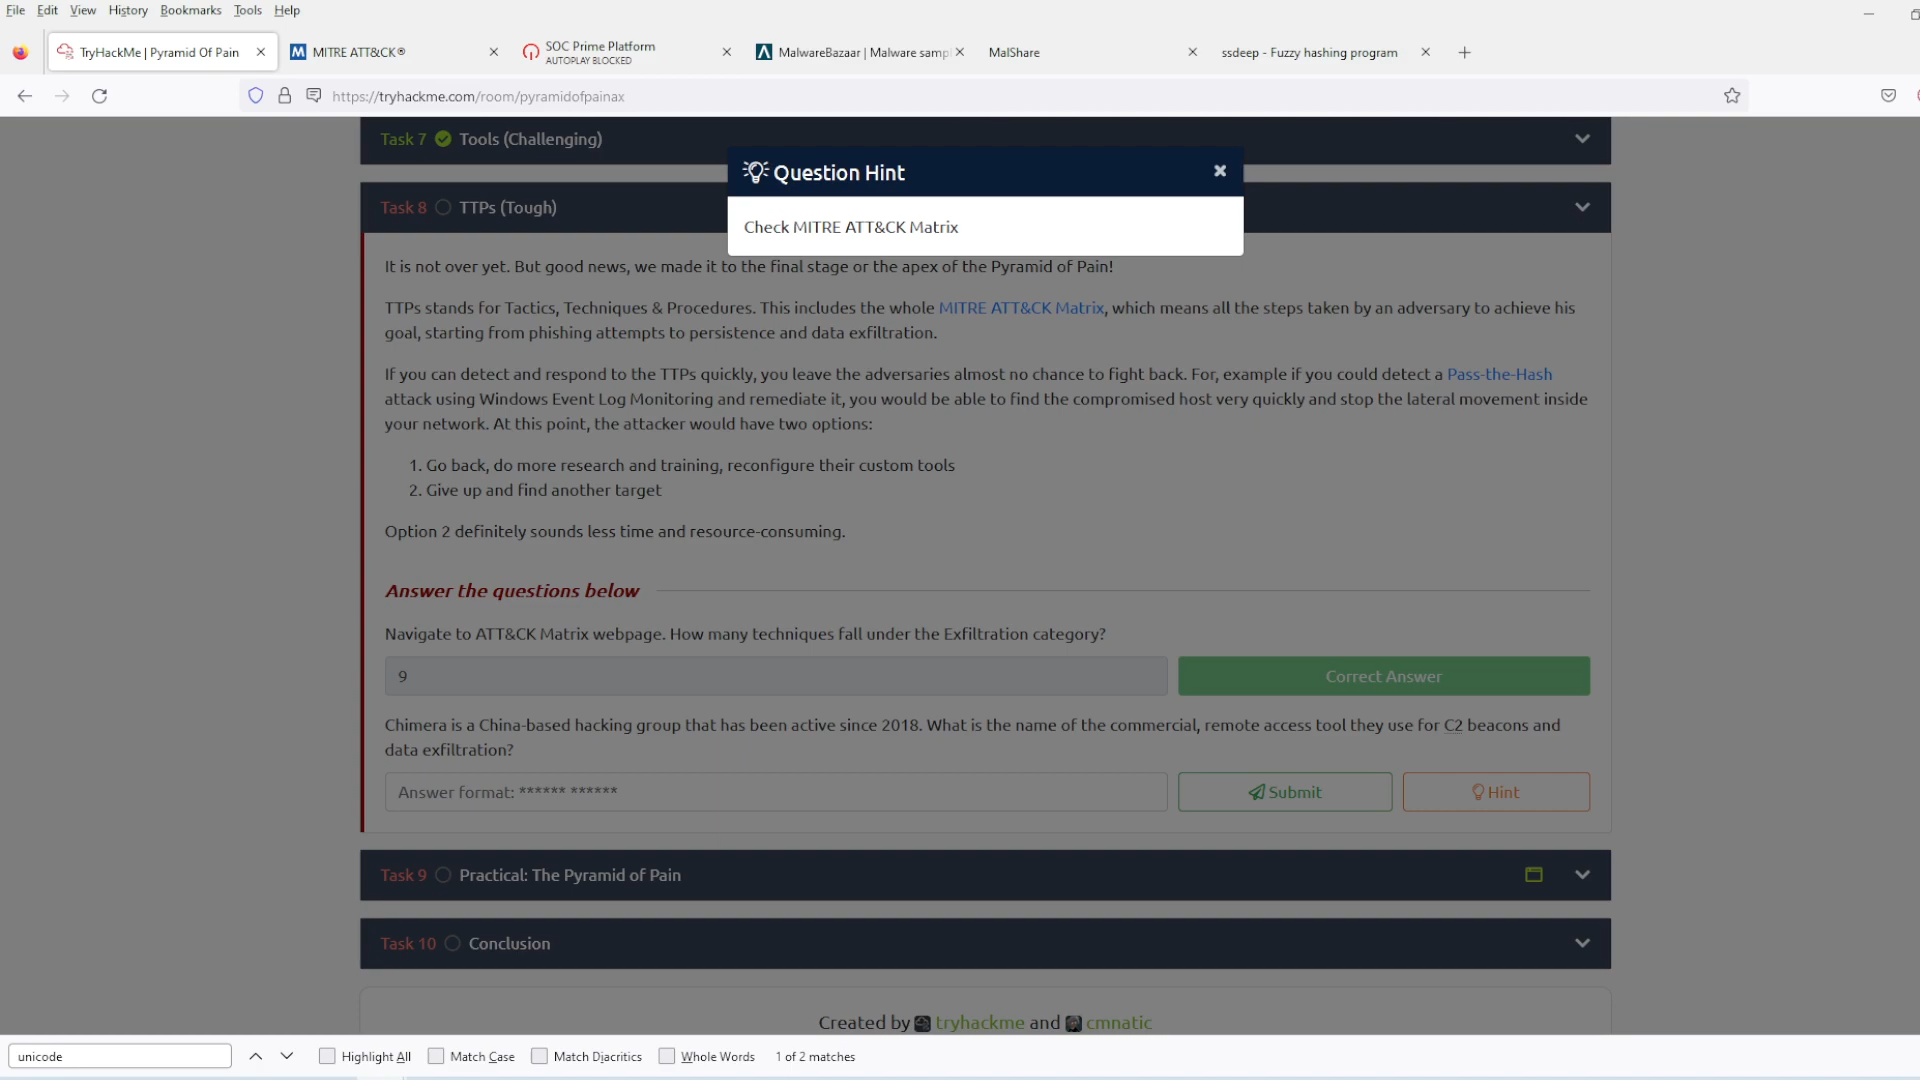 File Edit View History Bookmarks Tools Help
TryHackMe | Pyramid Of Pain
MITRE ATT&CK®
SOC Prime Platform
AUTOPLAY BLOCKED
MalwareBazaar | Malware samp
MalShare
ssdeep - Fuzzy hashing program
https://tryhackme.com/room/pyramidofpainax
Task 7 Tools (Challenging)
Question Hint
Check MITRE ATT&CK Matrix
Task 8 TTPs (Tough)
It is not over yet. But good news, we made it to the final stage or the apex of the Pyramid of Pain!
TTPs stands for Tactics, Techniques & Procedures. This includes the whole MITRE ATT&CK Matrix, which means all the steps taken by an adversary to achieve his
goal, starting from phishing attempts to persistence and data exfiltration.
If you can detect and respond to the TTPs quickly, you leave the adversaries almost no chance to fight back. For, example if you could detect a Pass-the-Hash
attack using Windows Event Log Monitoring and remediate it, you would be able to find the compromised host very quickly and stop the lateral movement inside
your network. At this point, the attacker would have two options:
1. Go back, do more research and training, reconfigure their custom tools
2. Give up and find another target
Option 2 definitely sounds less time and resource-consuming.
Answer the questions below
Navigate to ATT&CK Matrix webpage. How many techniques fall under the Exfiltration category?
9
Correct Answer
Chimera is a China-based hacking group that has been active since 2018. What is the name of the commercial, remote access tool they use for C2 beacons and
data exfiltration?
Answer format: ****** ******
Submit
Hint
Task 9 Practical: The Pyramid of Pain
Task 10 Conclusion
Created by tryhackme and cmnatic
unicode
Highlight All
Match Case
Match Diacritics
Whole Words
1 of 2 matches